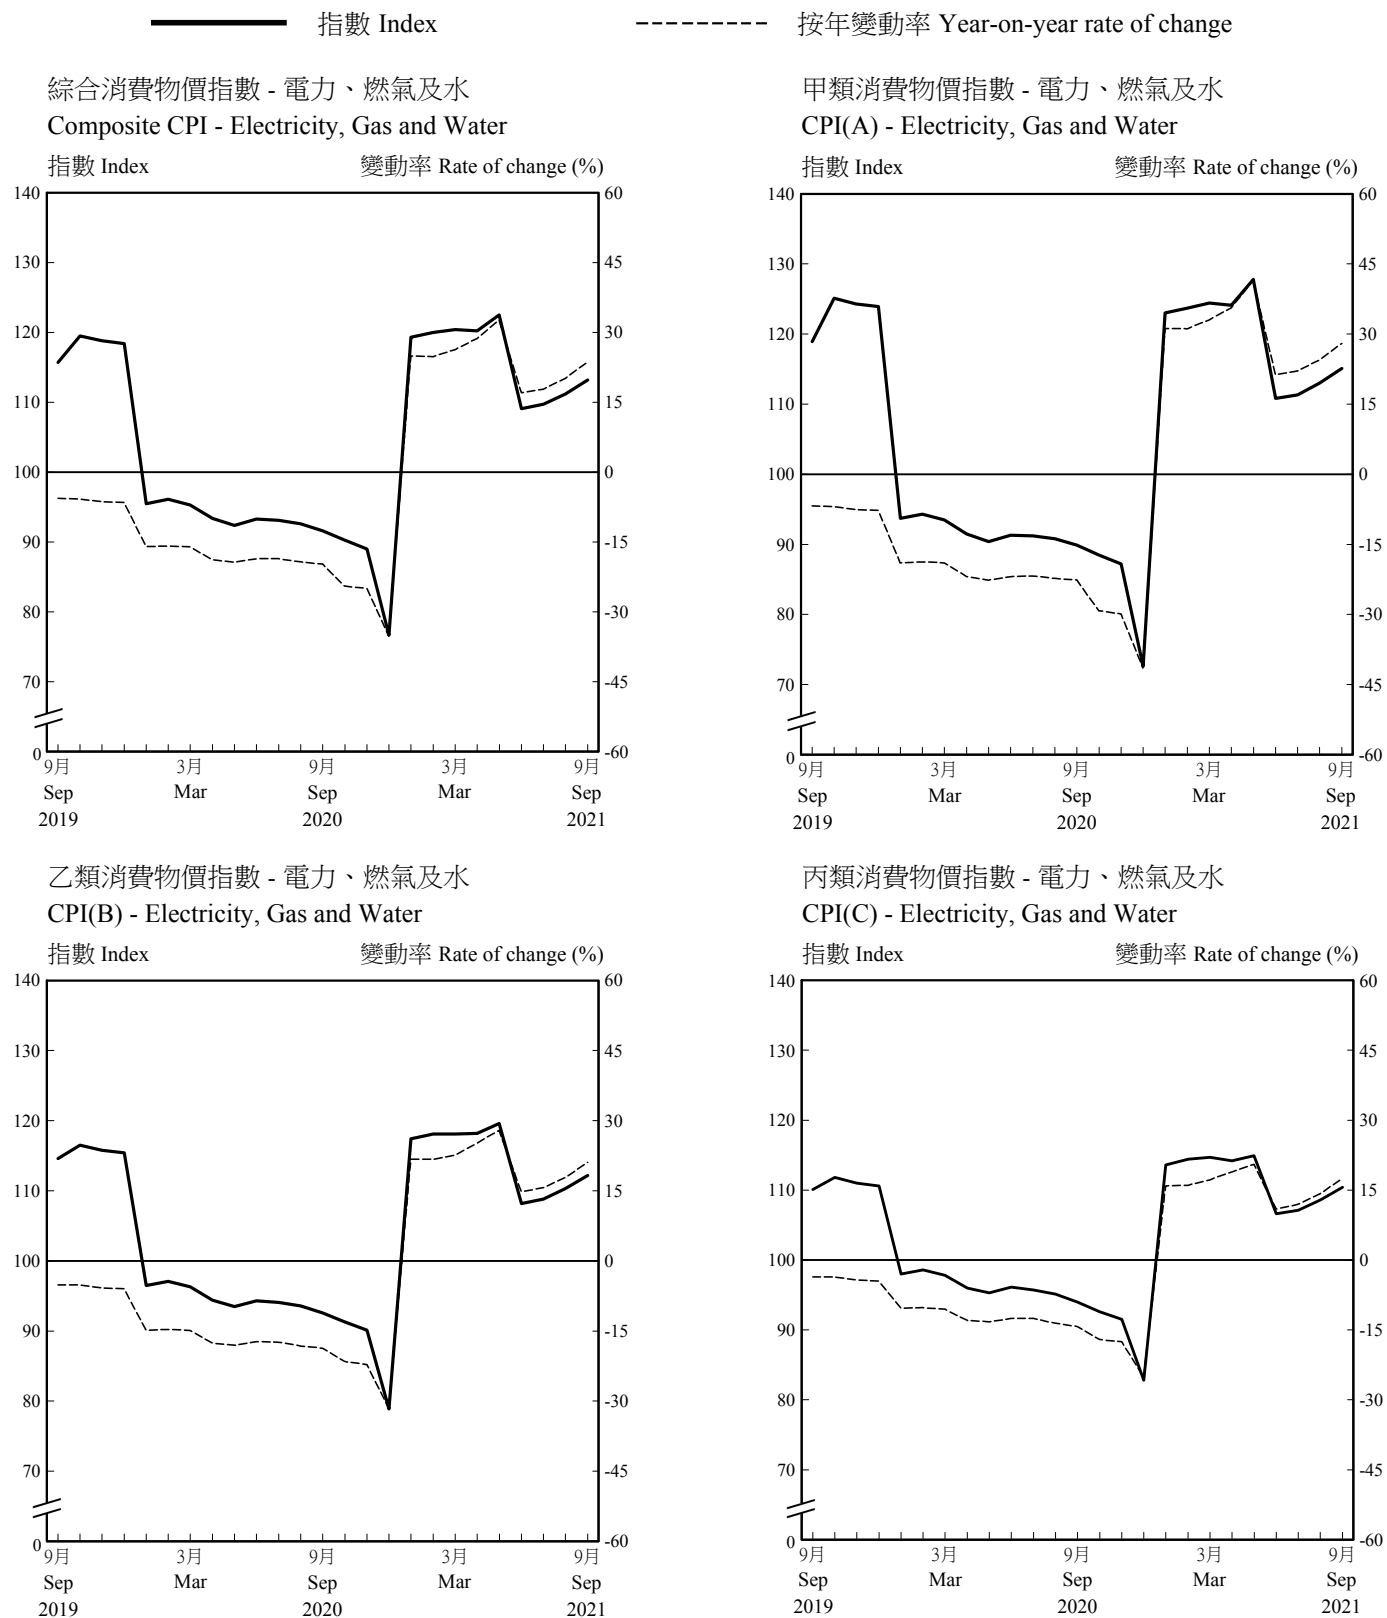 指數 Index 按年變動率 Year-on-year rate of change
綜合消費物價指數 - 電力、燃氣及水
Composite CPI - Electricity, Gas and Water
指數 Index 變動率 Rate of change (%)
140 60
130 45
120 30
110 15
100 0
90 -15
80 -30
70 -45
0 -60
9月 3月 9月 3月 9月
Sep Mar Sep Mar Sep
2019 2020 2021
甲類消費物價指數 - 電力、燃氣及水
CPI(A) - Electricity, Gas and Water
指數 Index 變動率 Rate of change (%)
140 60
130 45
120 30
110 15
100 0
90 -15
80 -30
70 -45
0 -60
9月 3月 9月 3月 9月
Sep Mar Sep Mar Sep
2019 2020 2021
乙類消費物價指數 - 電力、燃氣及水
CPI(B) - Electricity, Gas and Water
指數 Index 變動率 Rate of change (%)
140 60
130 45
120 30
110 15
100 0
90 -15
80 -30
70 -45
0 -60
9月 3月 9月 3月 9月
Sep Mar Sep Mar Sep
2019 2020 2021
丙類消費物價指數 - 電力、燃氣及水
CPI(C) - Electricity, Gas and Water
指數 Index 變動率 Rate of change (%)
140 60
130 45
120 30
110 15
100 0
90 -15
80 -30
70 -45
0 -60
9月 3月 9月 3月 9月
Sep Mar Sep Mar Sep
2019 2020 2021